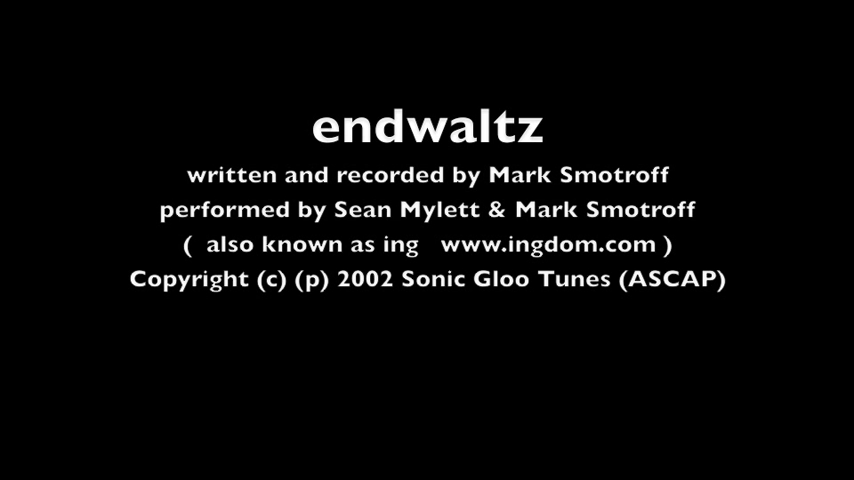 endwaltz
written and recorded by Mark Smotroff
performed by Sean Mylett & Mark Smotroff
( also known as ing www.ingdom.com )
Copyright (c) (p) 2002 Sonic Gloo Tunes (ASCAP)